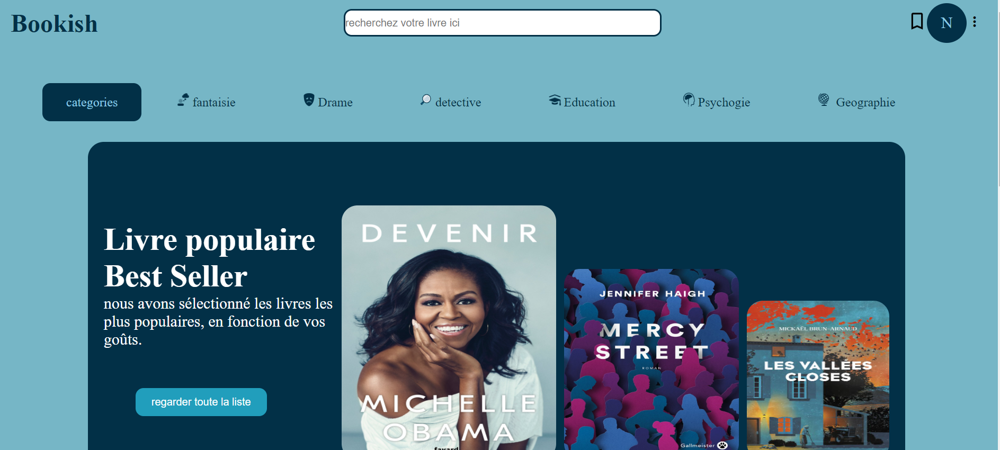 Bookish
recherchez votre livre ici
N
categories
fantaisie
Drame
detective
Education
Psychogie
Geographie
Livre populaire
Best Seller
nous avons sélectionné les livres les
plus populaires, en fonction de vos
goûts.
regarder toute la liste
DEVENIR
MICHELLE
OBAMA
fayard
JENNIFER HAIGH
MERCY
STREET
ROMAN
Gallmeister
MICKAËL BRUN-ARNAUD
LES VALLÉES
CLOSES